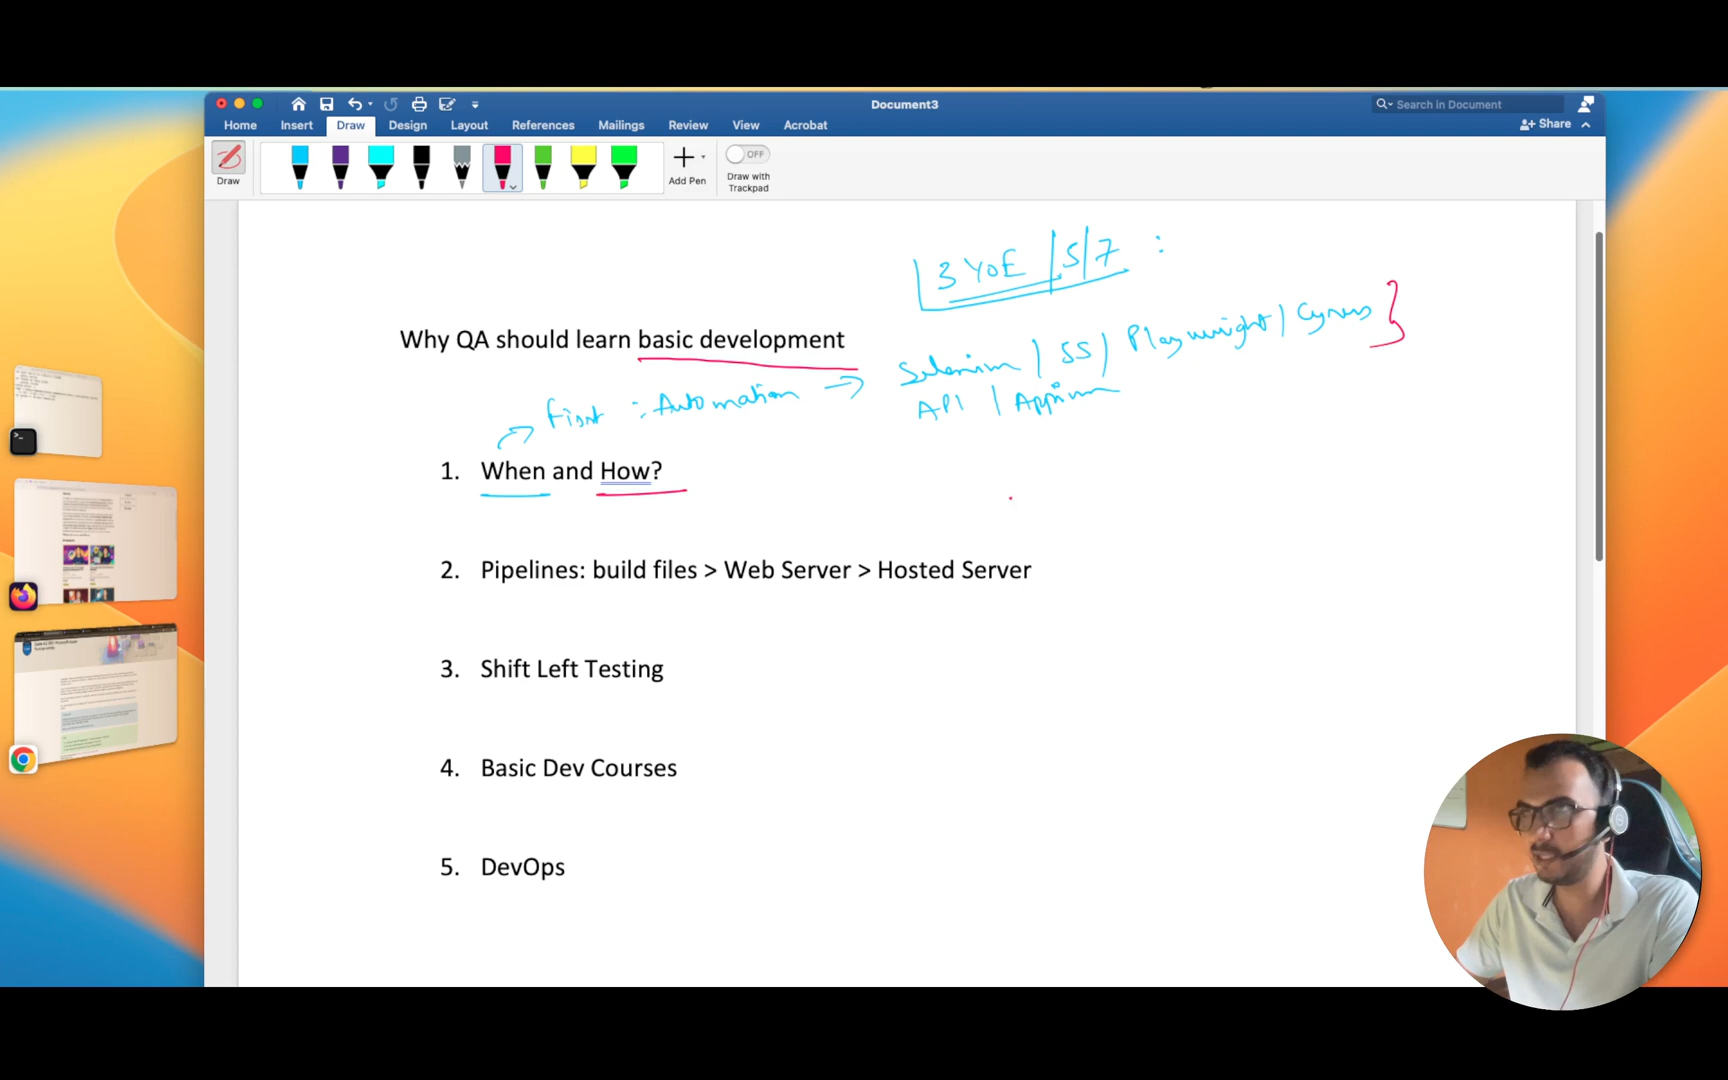 Document3
Search in Document
Home Insert Draw Design Layout References Mailings Review View Acrobat
Share
Draw
Add Pen
OFF
Draw with
Trackpad
3 YOE / 5/7 :
Why QA should learn basic development
Selenium / SS / Playwright / Cypress
First : Automation →
API / Appium
1. When and How?
2. Pipelines: build files > Web Server > Hosted Server
3. Shift Left Testing
4. Basic Dev Courses
5. DevOps